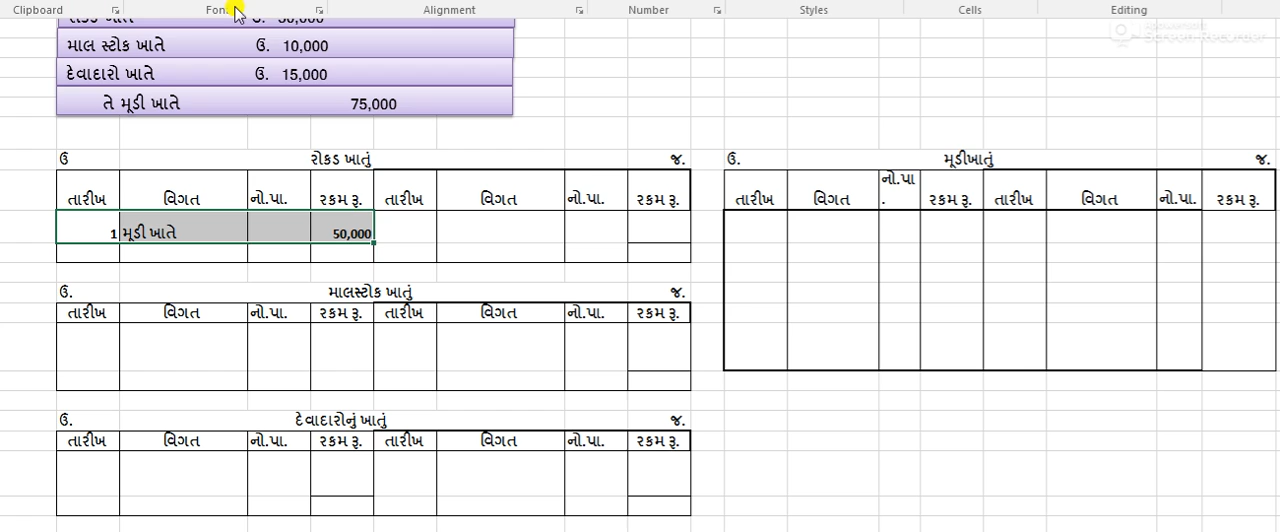 Clipboard Font Alignment Number Styles Cells Editing
માલ સ્ટોક ખાતે ઉ. 10,000
દેવાદારો ખાતે ઉ. 15,000
તે મૂડી ખાતે 75,000
ઉ રોકડ ખાતું જ. ઉ. મૂડીખાતું જ.
તારીખ વિગત નો.પા. રકમ રૂ. તારીખ વિગત નો.પા. રકમ રૂ. તારીખ વિગત નો.પા. રકમ રૂ. તારીખ વિગત નો.પા. રકમ રૂ.
1 મૂડી ખાતે 50,000
ઉ. માલસ્ટોક ખાતું જ.
તારીખ વિગત નો.પા. રકમ રૂ. તારીખ વિગત નો.પા. રકમ રૂ.
ઉ. દેવાદારોનું ખાતું જ.
તારીખ વિગત નો.પા. રકમ રૂ. તારીખ વિગત નો.પા. રકમ રૂ.